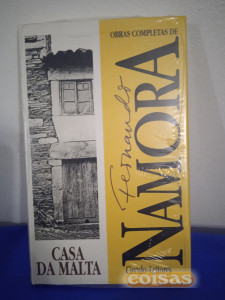 OBRAS COMPLETAS DE
Fernando
NAMORA
CASA
DA MALTA
Círculo Leitores
coisas